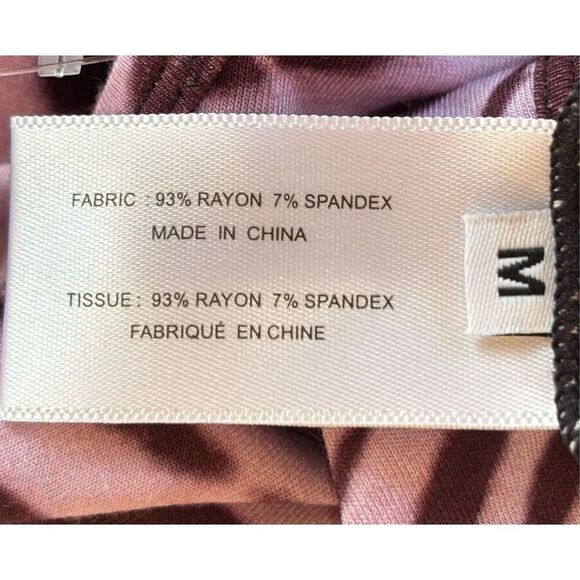 FABRIC : 93% RAYON 7% SPANDEX
MADE IN CHINA
TISSUE : 93% RAYON 7% SPANDEX
FABRIQUÉ EN CHINE
M